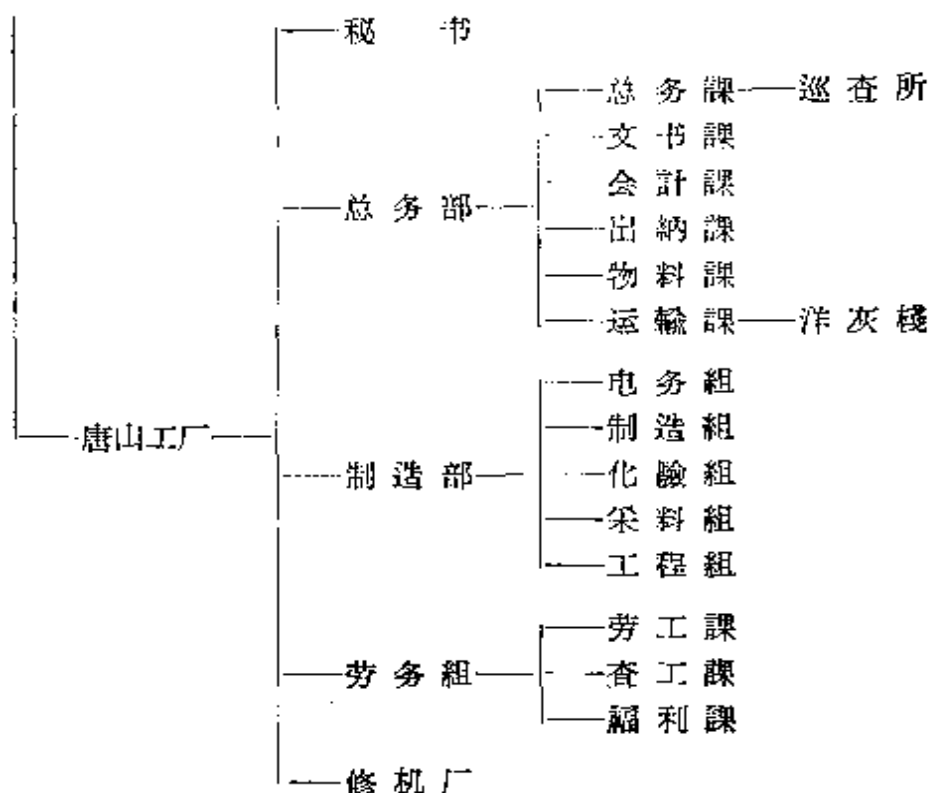 秘书
总务課 巡查所
文书課
会計課
总务部
出納課
物料課
运輸課 洋灰棧
电务組
制造組
唐山工厂
化驗組
制造部
采料組
工程組
劳工課
劳务組 查工課
福利課
修机厂